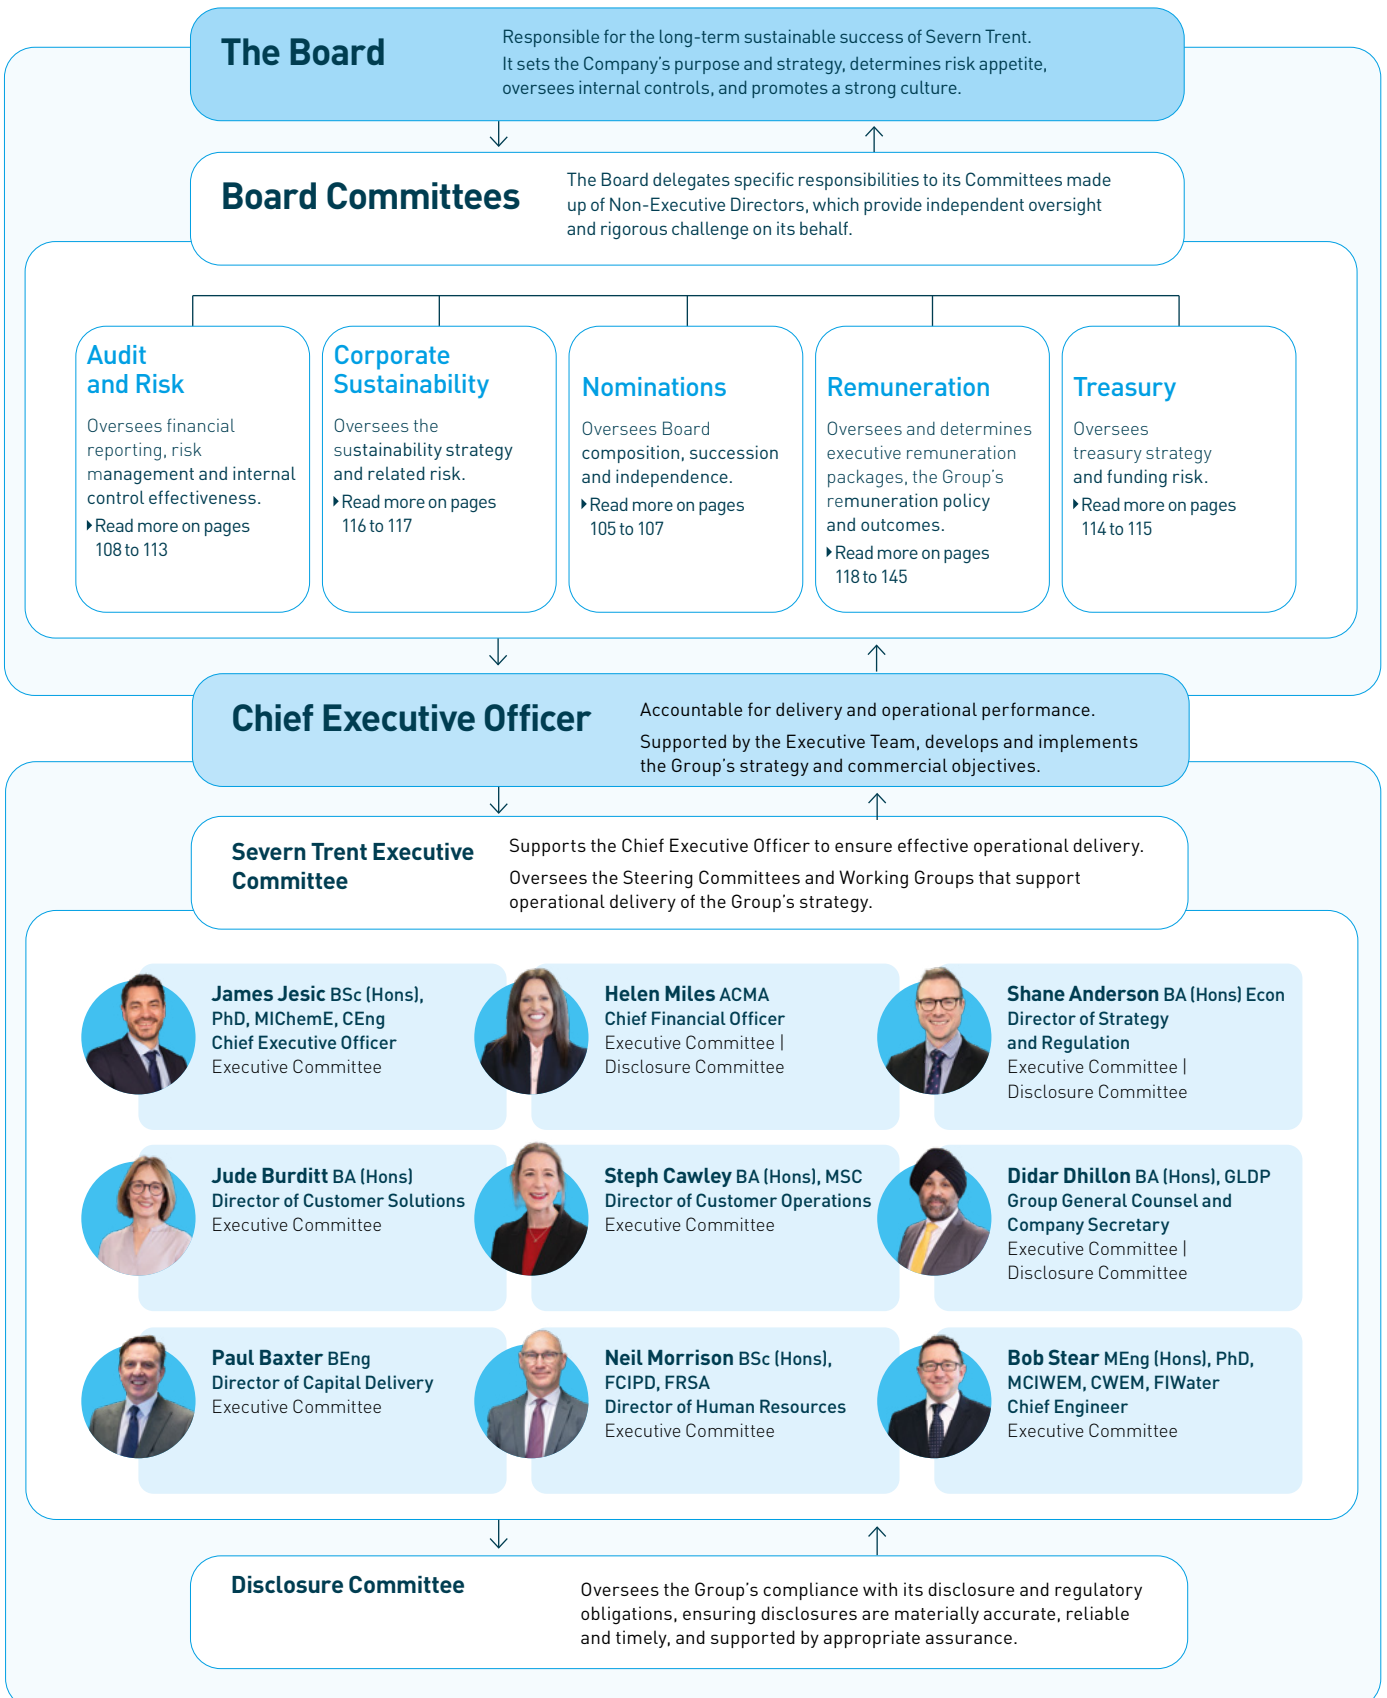 The Board
Responsible for the long-term sustainable success of Severn Trent.
It sets the Company's purpose and strategy, determines risk appetite,
oversees internal controls, and promotes a strong culture.
Board Committees
The Board delegates specific responsibilities to its Committees made
up of Non-Executive Directors, which provide independent oversight
and rigorous challenge on its behalf.
Audit
and Risk
Oversees financial
reporting, risk
management and internal
control effectiveness.
Read more on pages
108 to 113
Corporate
Sustainability
Oversees the
sustainability strategy
and related risk.
Read more on pages
116 to 117
Nominations
Oversees Board
composition, succession
and independence.
Read more on pages
105 to 107
Remuneration
Oversees and determines
executive remuneration
packages, the Group's
remuneration policy
and outcomes.
Read more on pages
118 to 145
Treasury
Oversees
treasury strategy
and funding risk.
Read more on pages
114 to 115
Chief Executive Officer
Accountable for delivery and operational performance.
Supported by the Executive Team, develops and implements
the Group's strategy and commercial objectives.
Severn Trent Executive
Committee
Supports the Chief Executive Officer to ensure effective operational delivery.
Oversees the Steering Committees and Working Groups that support
operational delivery of the Group's strategy.
James Jesic BSc (Hons),
PhD, MIChemE, CEng
Chief Executive Officer
Executive Committee
Helen Miles ACMA
Chief Financial Officer
Executive Committee |
Disclosure Committee
Shane Anderson BA (Hons) Econ
Director of Strategy
and Regulation
Executive Committee |
Disclosure Committee
Jude Burditt BA (Hons)
Director of Customer Solutions
Executive Committee
Steph Cawley BA (Hons), MSC
Director of Customer Operations
Executive Committee
Didar Dhillon BA (Hons), GLDP
Group General Counsel and
Company Secretary
Executive Committee |
Disclosure Committee
Paul Baxter BEng
Director of Capital Delivery
Executive Committee
Neil Morrison BSc (Hons),
FCIPD, FRSA
Director of Human Resources
Executive Committee
Bob Stear MEng (Hons), PhD,
MCIWEM, CWEM, FIWater
Chief Engineer
Executive Committee
Disclosure Committee
Oversees the Group's compliance with its disclosure and regulatory
obligations, ensuring disclosures are materially accurate, reliable
and timely, and supported by appropriate assurance.